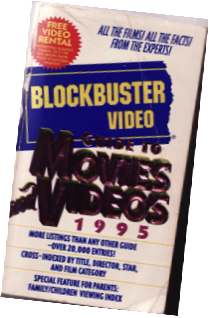 FREE
VIDEO
RENTAL
ALL THE FILMS! ALL THE FACTS!
FROM THE EXPERTS!
BLOCKBUSTER
VIDEO
GUIDE TO
MOVIES
AND
VIDEOS
1995
MORE LISTINGS THAN ANY OTHER GUIDE
–OVER 20,000 ENTRIES!
CROSS-INDEXED BY TITLE, DIRECTOR, STAR,
AND FILM CATEGORY
SPECIAL FEATURE FOR PARENTS:
FAMILY/CHILDREN VIEWING INDEX